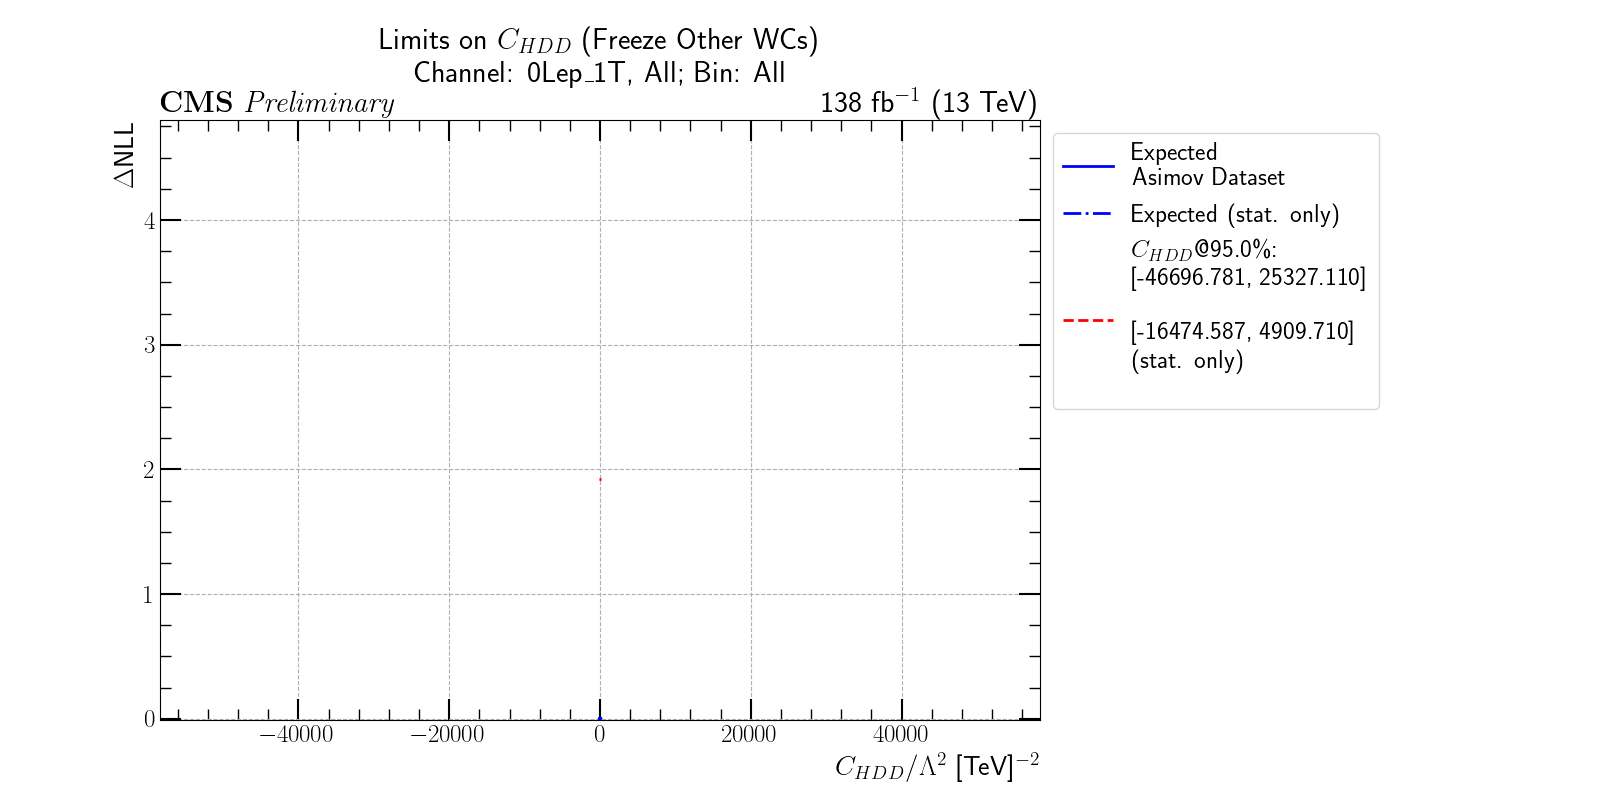 Limits on C_HDD (Freeze Other WCs)
Channel: 0Lep_1T, All; Bin: All
CMS Preliminary
138 fb⁻¹ (13 TeV)
ΔNLL
4
3
2
1
0
−40000
−20000
0
20000
40000
C_HDD/Λ² [TeV]⁻²
Expected
Asimov Dataset
Expected (stat. only)
C_HDD@95.0%:
[-46696.781, 25327.110]
[-16474.587, 4909.710]
(stat. only)